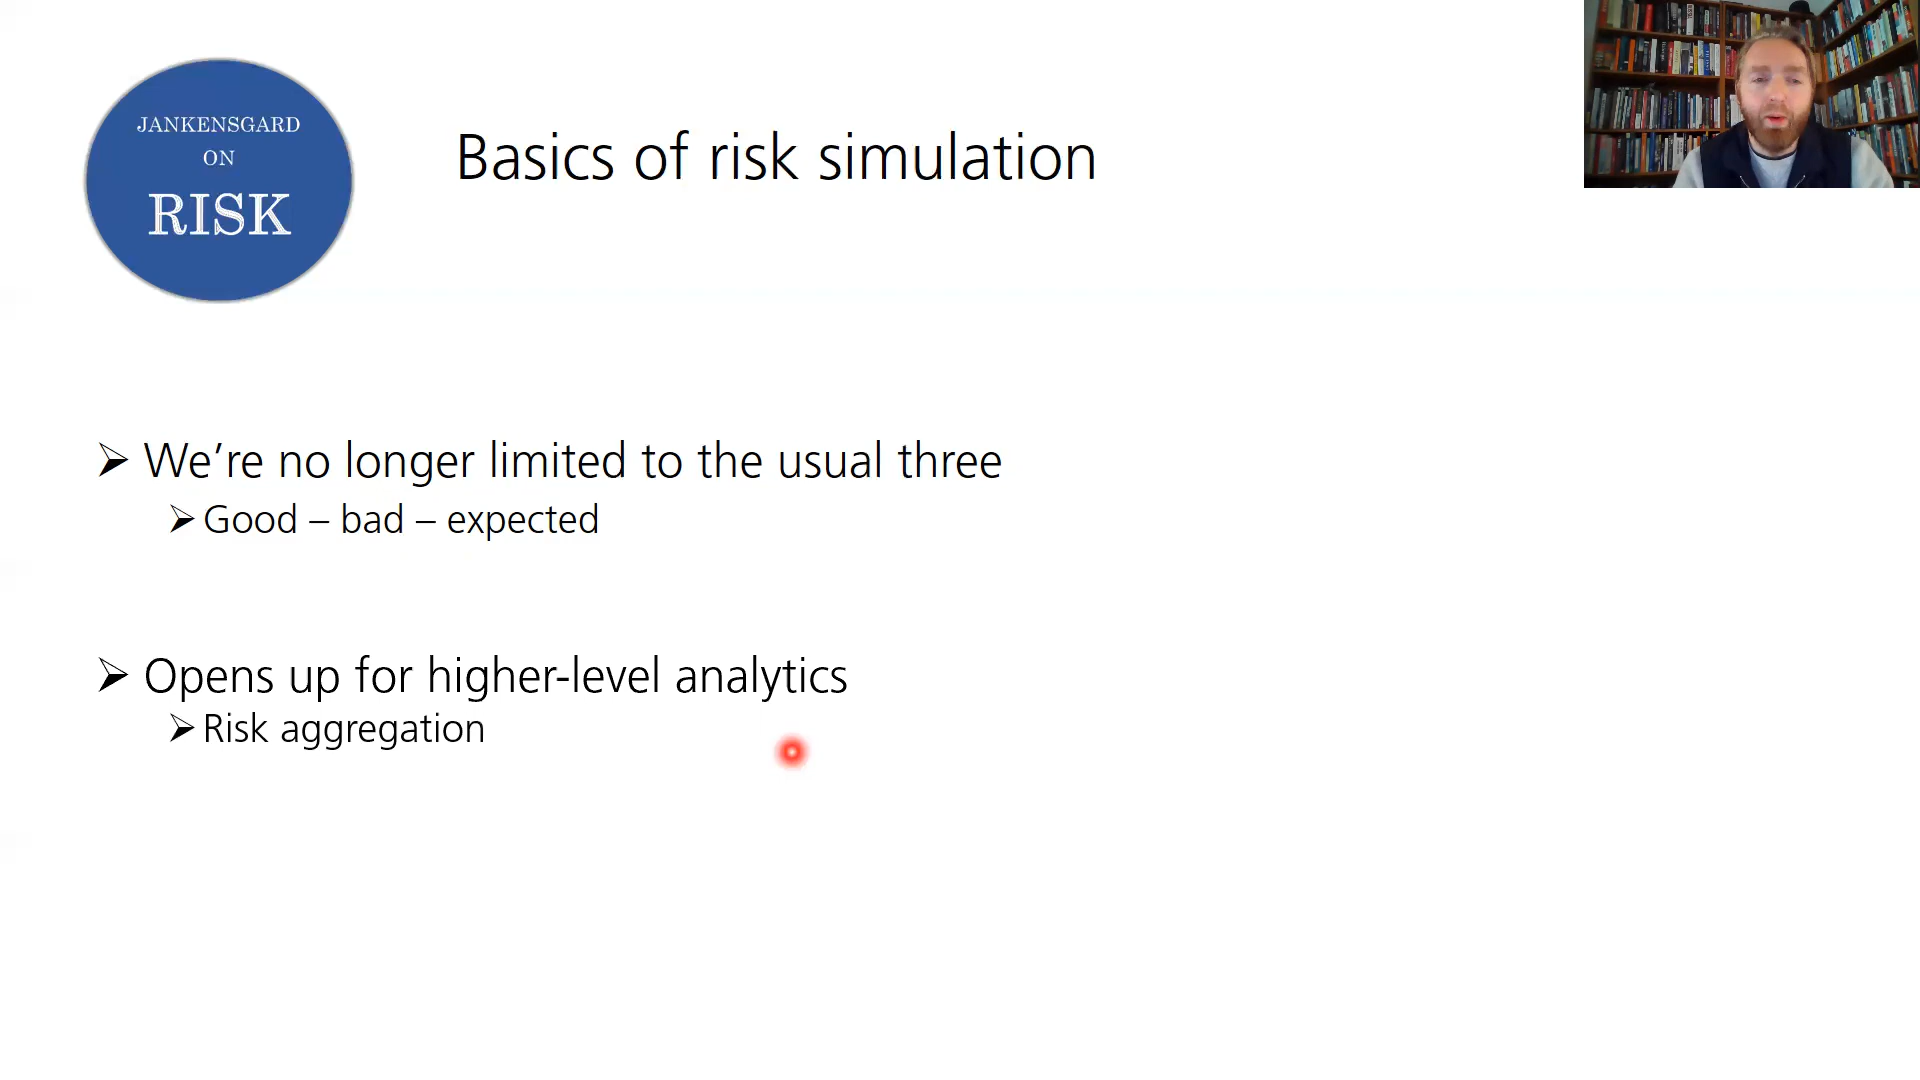 JANKENSGARD
ON
RISK
Basics of risk simulation
We’re no longer limited to the usual three
Good – bad – expected
Opens up for higher-level analytics
Risk aggregation